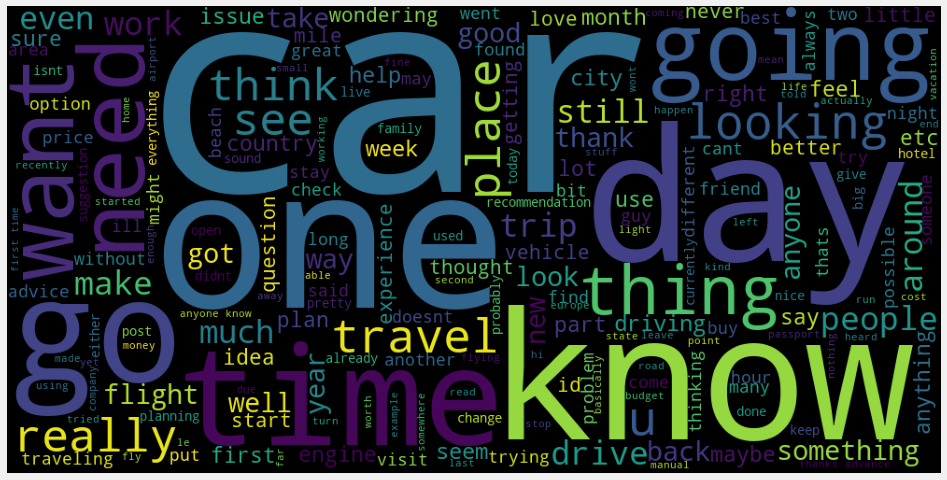 even
work
issue
take
wondering
went
love
month
never
best
two
little
sure
area
mile
great
good
found
always
car
going
isnt
option
airport
home
everything
think
see
help
may
fine
small
live
city
wont
right
feel
life
told
actually
vacation
mean
coming
want
need
price
beach
country
sound
working
family
week
place
getting
today
still
thank
looking
night
end
etc
hotel
happen
recently
suggestion
started
might
stay
check
stuff
lot
bit
recommendation
cant
better
try
give
big
someone
day
one
first time
ill
enough
without
advice
make
question
open
got
didnt
long
way
said
able
pretty
away
used
experience
thought
second
doesnt
probably
trip
vehicle
look
use
guy
light
different
currently
friend
left
anyone
thats
possible
around
kind
nice
run
cost
go
post
money
either
company
made
yet
using
tried
anyone know
much
plan
idea
already
another
travel
flying
new
find
europe
part
thing
driving
state
leave
buy
point
say
people
passport
heard
nothing
anything
flight
planning
really
traveling
fly
put
le
time
well
start
due
year
turn
worth
example
read
change
somewhere
know
hi
stop
id
problem
basically
u
road
budget
come
thinking
hour
many
done
keep
maybe
manual
first
far
engine
visit
seem
last
trying
drive
back
something
thanks advance